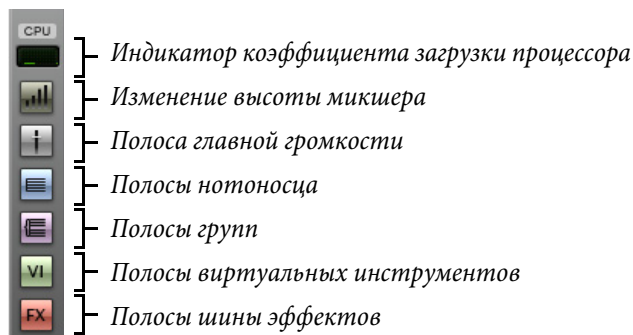 CPU
Индикатор коэффициента загрузки процессора
Изменение высоты микшера
Полоса главной громкости
Полосы нотоносца
Полосы групп
VI Полосы виртуальных инструментов
FX Полосы шины эффектов